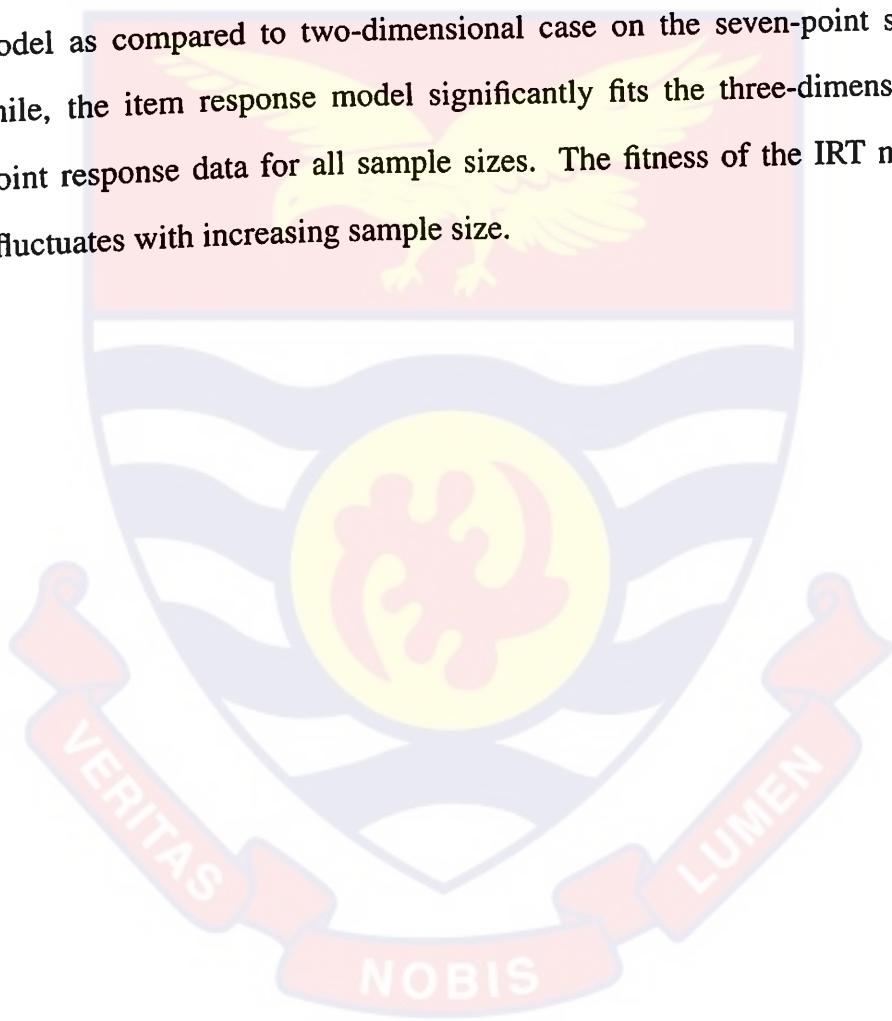 odel as compared to two-dimensional case on the seven-point s
hile, the item response model significantly fits the three-dimens
oint response data for all sample sizes. The fitness of the IRT m
fluctuates with increasing sample size.
VERITAS
NOBIS
LUMEN